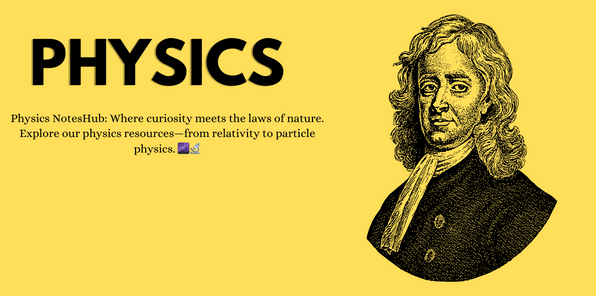 PHYSICS
Physics NotesHub: Where curiosity meets the laws of nature.
Explore our physics resources—from relativity to particle
physics. 🌌🔬